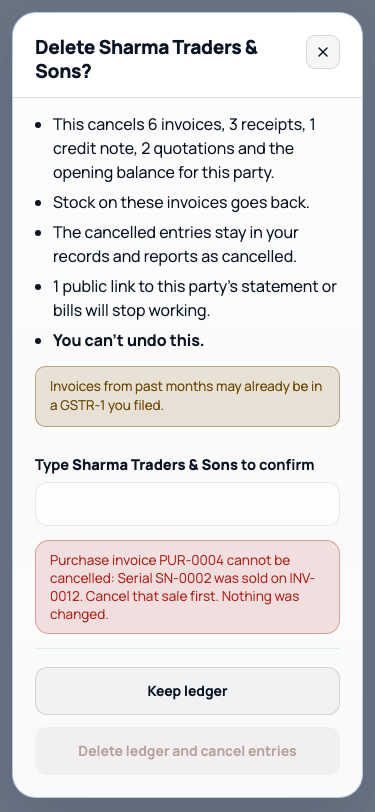 Delete Sharma Traders &
Sons?
This cancels 6 invoices, 3 receipts, 1
credit note, 2 quotations and the
opening balance for this party.
Stock on these invoices goes back.
The cancelled entries stay in your
records and reports as cancelled.
1 public link to this party's statement or
bills will stop working.
You can't undo this.
Invoices from past months may already be in
a GSTR-1 you filed.
Type Sharma Traders & Sons to confirm
Purchase invoice PUR-0004 cannot be
cancelled: Serial SN-0002 was sold on INV-
0012. Cancel that sale first. Nothing was
changed.
Keep ledger
Delete ledger and cancel entries